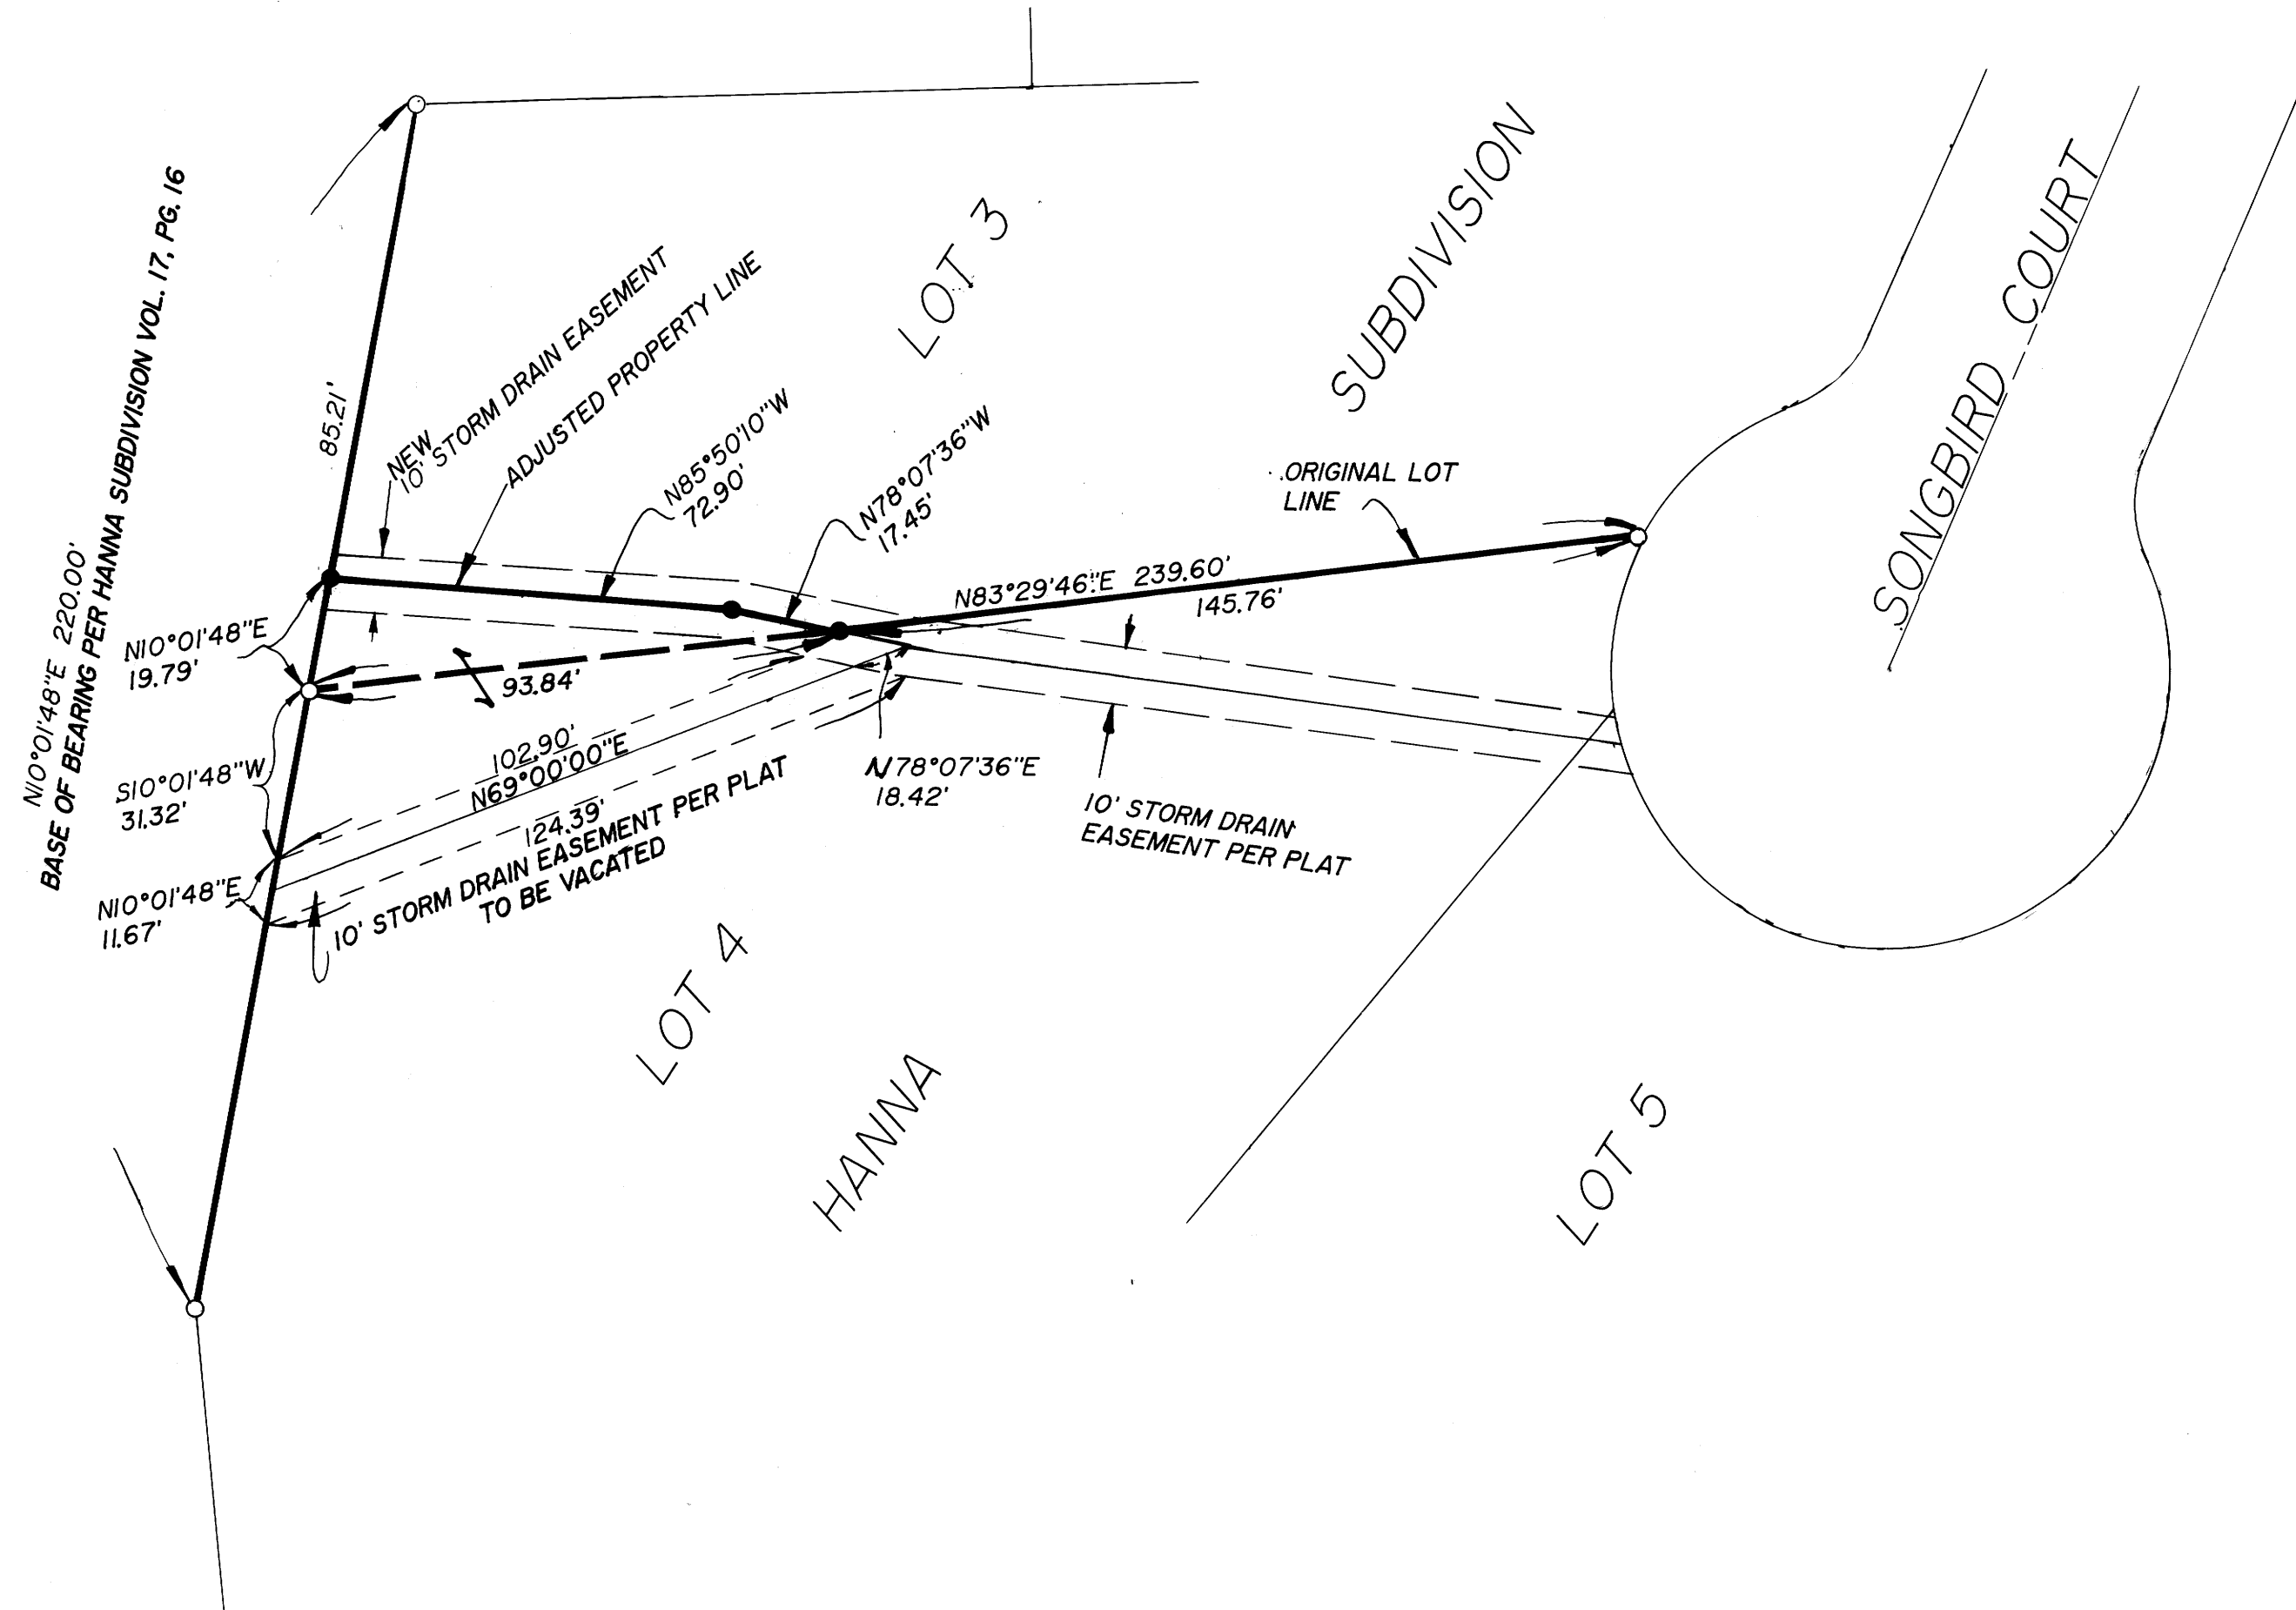 N10°01'48"E 220.00'
BASE OF BEARING PER HANNA SUBDIVISION VOL. 17, PG. 16
85.21'
NEW
10' STORM DRAIN EASEMENT
ADJUSTED PROPERTY LINE
N85°50'10"W
72.90'
N78°07'36"W
17.45'
LOT 3
SUBDIVISION
SONGBIRD COURT
ORIGINAL LOT
LINE
N83°29'46"E 239.60'
145.76'
N10°01'48"E
19.79'
93.84'
S10°01'48"W
31.32'
102.90'
N69°00'00"E
124.39'
10' STORM DRAIN EASEMENT PER PLAT
TO BE VACATED
N78°07'36"E
18.42'
10' STORM DRAIN
EASEMENT PER PLAT
N10°01'48"E
11.67'
LOT 4
HANNA
LOT 5